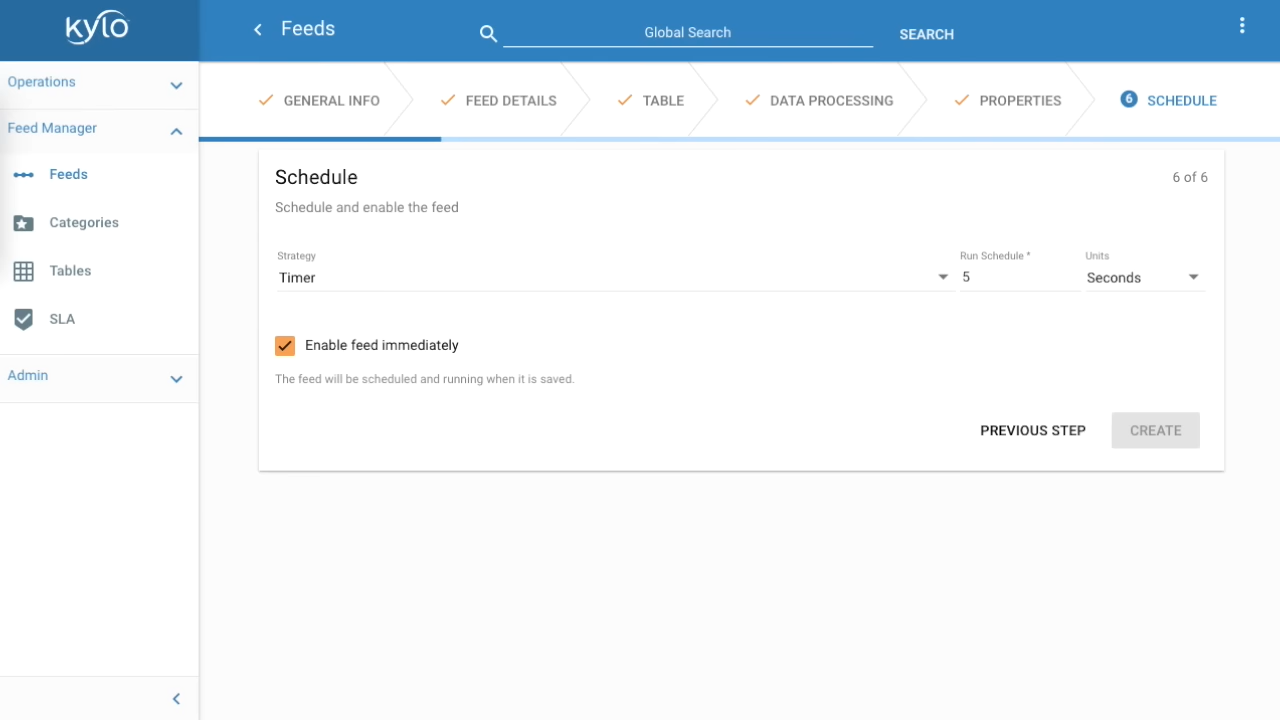 kylo
Feeds
Global Search
SEARCH
Operations
Feed Manager
Feeds
Categories
Tables
SLA
Admin
GENERAL INFO
FEED DETAILS
TABLE
DATA PROCESSING
PROPERTIES
6 SCHEDULE
Schedule
6 of 6
Schedule and enable the feed
Strategy
Timer
Run Schedule *
5
Units
Seconds
Enable feed immediately
The feed will be scheduled and running when it is saved.
PREVIOUS STEP
CREATE